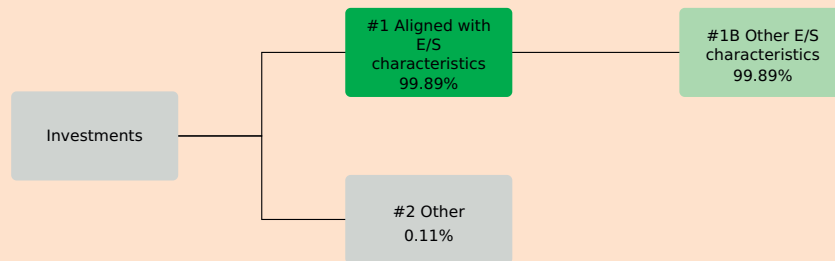 #1 Aligned with
E/S
characteristics
99.89%
#1B Other E/S
characteristics
99.89%
Investments
#2 Other
0.11%